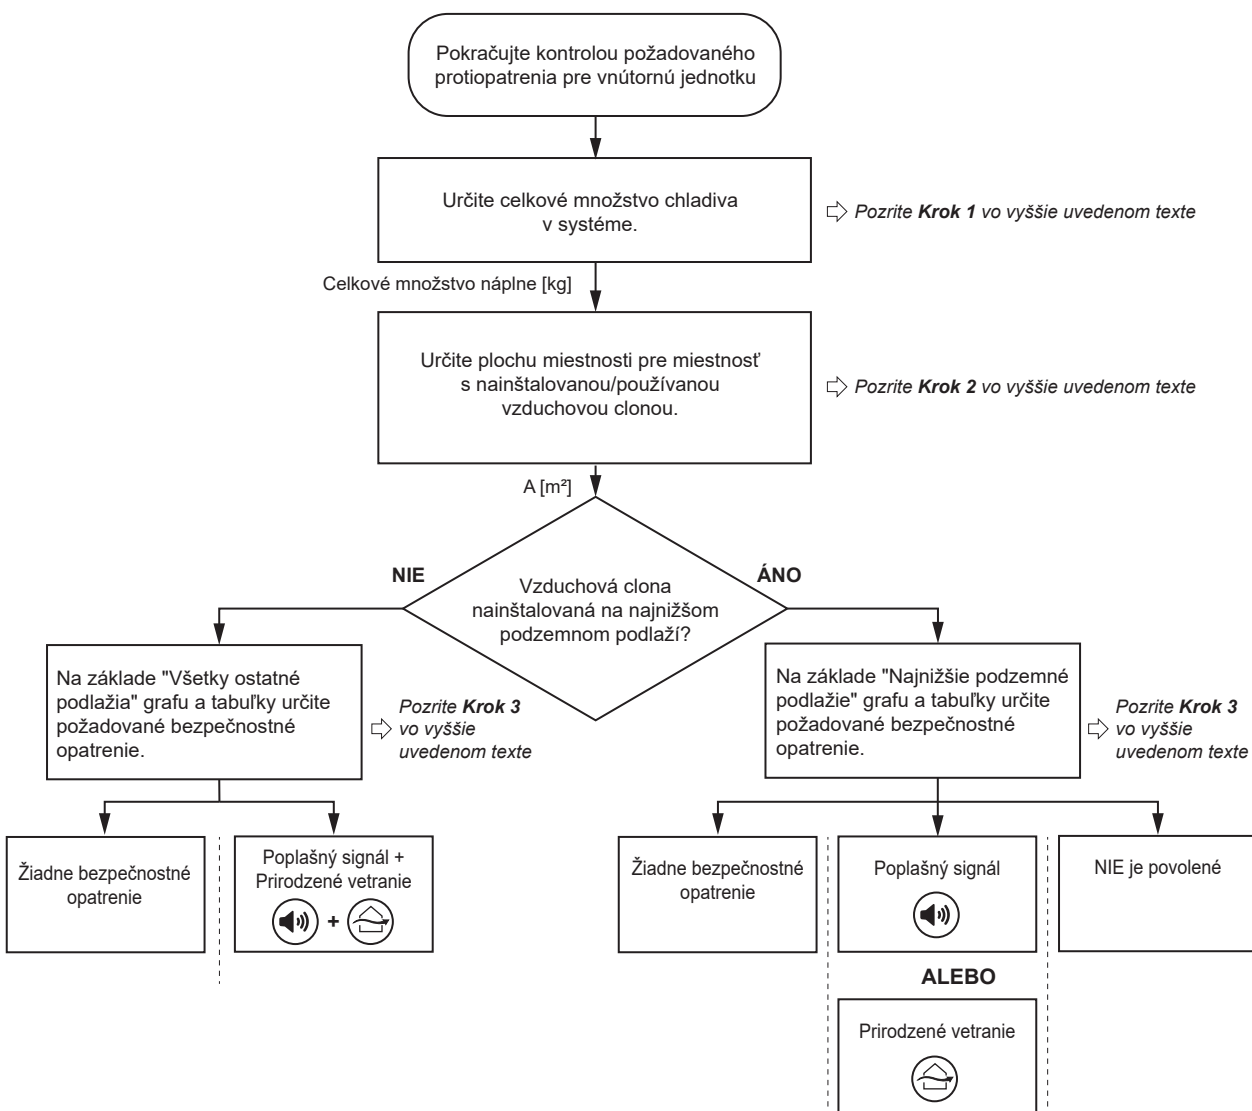 Pokračujte kontrolou požadovaného
protiopatrenia pre vnútornú jednotku
Určite celkové množstvo chladiva
v systéme.
Pozrite Krok 1 vo vyššie uvedenom texte
Celkové množstvo náplne [kg]
Určite plochu miestnosti pre miestnosť
s nainštalovanou/používanou
vzduchovou clonou.
Pozrite Krok 2 vo vyššie uvedenom texte
A [m²]
NIE
ÁNO
Vzduchová clona
nainštalovaná na najnižšom
podzemnom podlaží?
Na základe "Všetky ostatné
podlažia" grafu a tabuľky určite
požadované bezpečnostné
opatrenie.
Pozrite Krok 3
vo vyššie
uvedenom texte
Na základe "Najnižšie podzemné
podlažie" grafu a tabuľky určite
požadované bezpečnostné
opatrenie.
Pozrite Krok 3
vo vyššie
uvedenom texte
Žiadne bezpečnostné
opatrenie
Poplašný signál +
Prirodzené vetranie
+
Žiadne bezpečnostné
opatrenie
Poplašný signál
NIE je povolené
ALEBO
Prirodzené vetranie